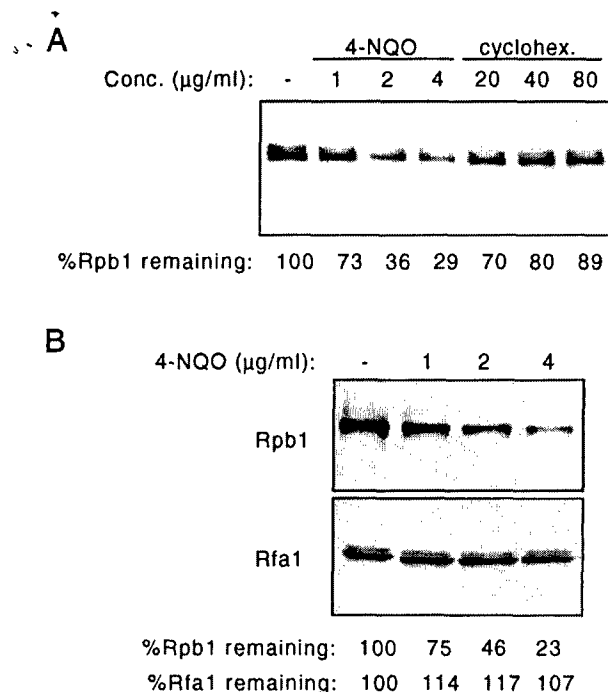 A
4-NQO cyclohex.
Conc. (µg/ml): - 1 2 4 20 40 80
%Rpb1 remaining: 100 73 36 29 70 80 89
B
4-NQO (µg/ml): - 1 2 4
Rpb1
Rfa1
%Rpb1 remaining: 100 75 46 23
%Rfa1 remaining: 100 114 117 107